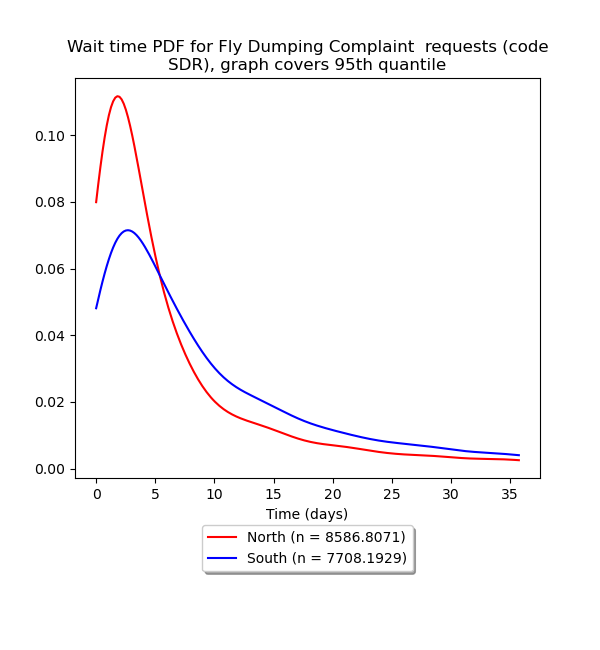 Wait time PDF for Fly Dumping Complaint  requests (code
SDR), graph covers 95th quantile
0.10
0.08
0.06
0.04
0.02
0.00
0 5 10 15 20 25 30 35
Time (days)
North (n = 8586.8071)
South (n = 7708.1929)